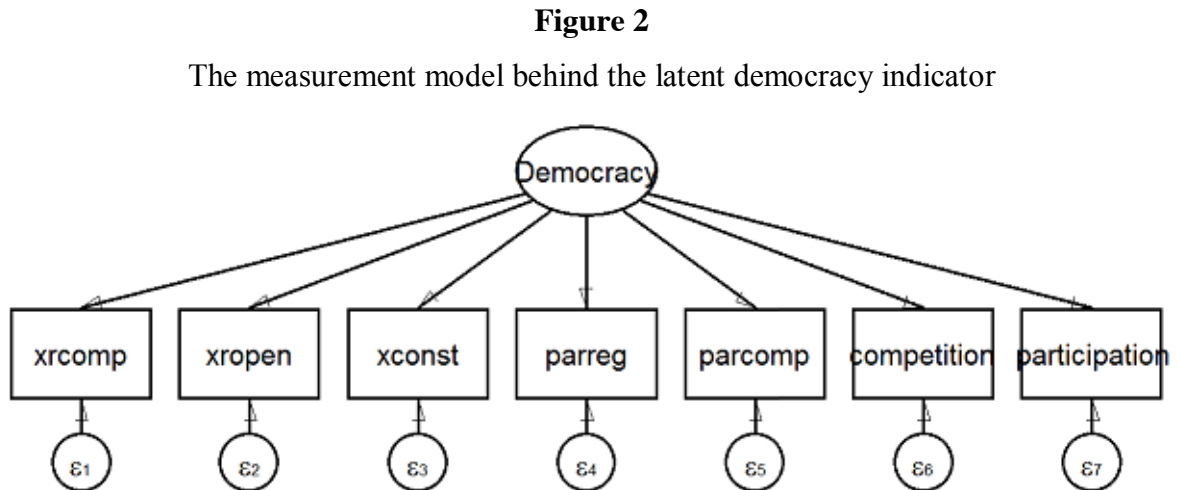 Figure 2
The measurement model behind the latent democracy indicator
Democracy
xrcomp xropen xconst parreg parcomp competition participation
ε1 ε2 ε3 ε4 ε5 ε6 ε7